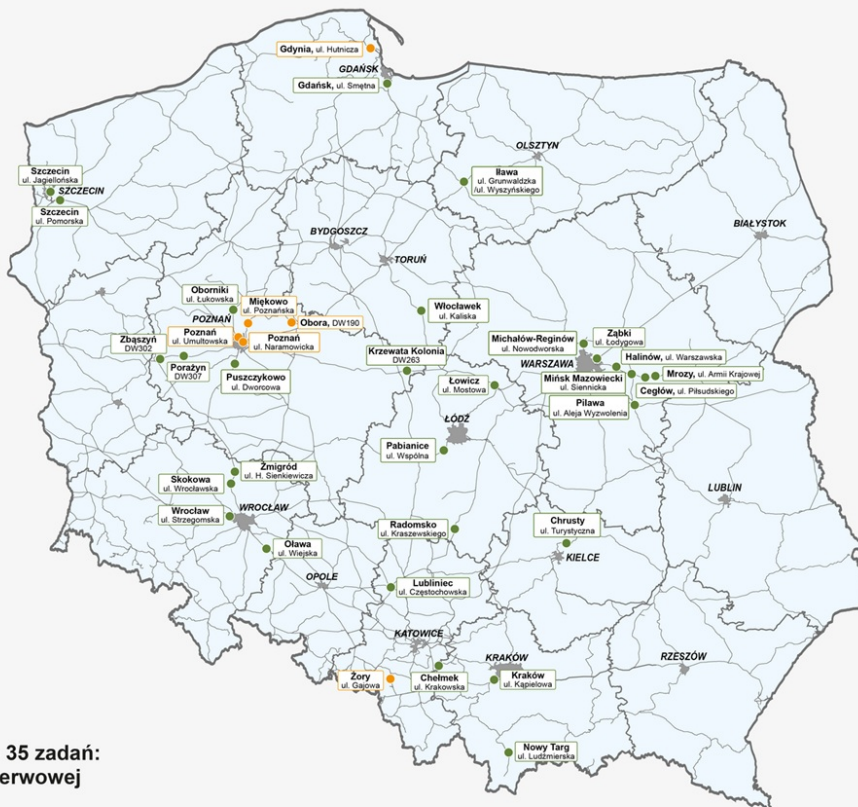 Gdynia, ul. Hutnicza
GDAŃSK
Gdańsk, ul. Smętna
OLSZTYN
Iława
ul. Grunwaldzka
/ul. Wyszyńskiego
Szczecin
ul. Jagiellońska
SZCZECIN
Szczecin
ul. Pomorska
BIAŁYSTOK
BYDGOSZCZ
TORUŃ
Oborniki
ul. Łukowska
Miękowo
ul. Poznańska
POZNAŃ
Obora, DW190
Włocławek
ul. Kaliska
Zbąszyń
DW302
Poznań
ul. Umultowska
Poznań
ul. Naramowicka
Michałów-Reginów
ul. Nowodworska
Ząbki
ul. Łodygowa
Porażyn
DW307
Puszczykowo
ul. Dworcowa
Krzewata Kolonia
DW263
WARSZAWA
Halinów, ul. Warszawska
Łowicz
ul. Mostowa
Mińsk Mazowiecki
ul. Siennicka
Mrozy, ul. Armii Krajowej
Cegłów, ul. Piłsudskiego
Piława
ul. Aleja Wyzwolenia
ŁÓDŹ
Pabianice
ul. Wspólna
Żmigród
ul. H. Sienkiewicza
Skokowa
ul. Wrocławska
LUBLIN
Wrocław
ul. Strzegomska
WROCŁAW
Radomsko
ul. Kraszewskiego
Chrusty
ul. Turystyczna
Oława
ul. Wiejska
KIELCE
OPOLE
Lubliniec
ul. Częstochowska
KATOWICE
KRAKÓW
RZESZÓW
Żory
ul. Gajowa
Chełmek
ul. Krakowska
Kraków
ul. Kąpielowa
Nowy Targ
ul. Ludźmierska
35 zadań:
erwowej